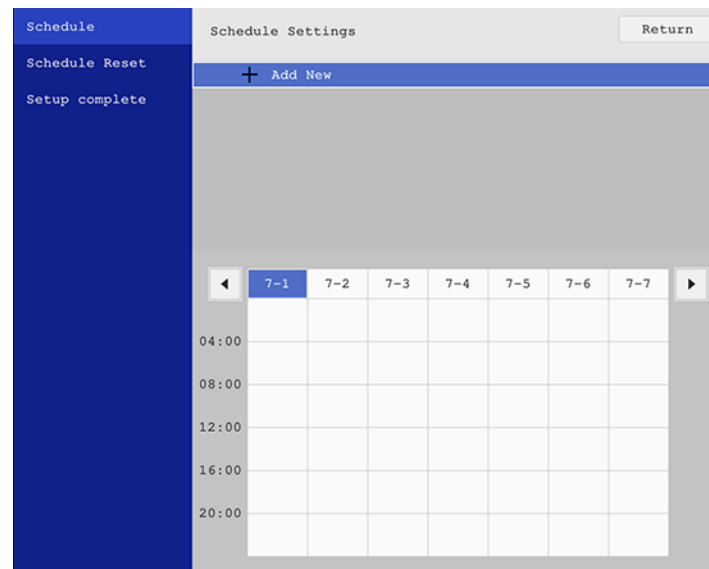 Schedule
Schedule Reset
Setup complete
Schedule Settings
Return
Add New
7-1 7-2 7-3 7-4 7-5 7-6 7-7
04:00
08:00
12:00
16:00
20:00